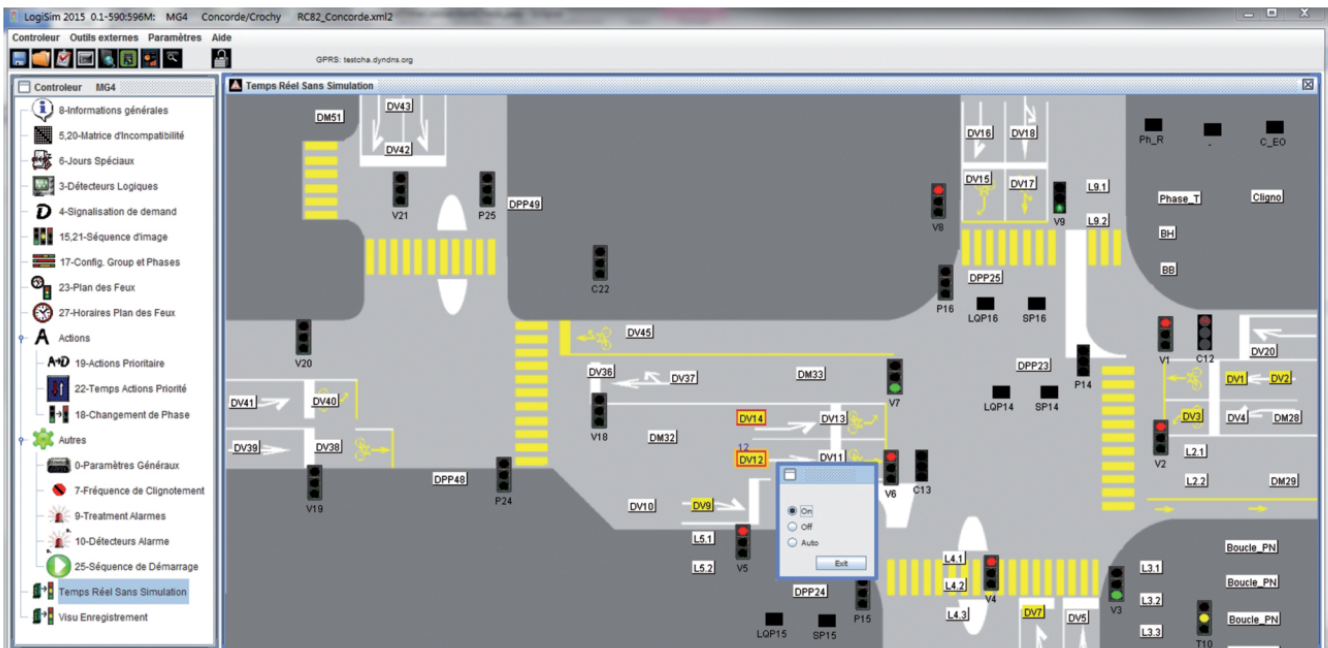 LogiSim 2015 0.1-590:596M: MG4 Concorde/Crochy RC82_Concorde.xml2
Controleur Outils externes Paramètres Aide
GPRS: testcha.dyndns.org
Controleur MG4
8-Informations générales
5,20-Matrice d'Incompatibilité
6-Jours Spéciaux
3-Détecteurs Logiques
4-Signalisation de demand
15,21-Séquence d'image
17-Config. Group et Phases
23-Plan des Feux
27-Horaires Plan des Feux
Actions
19-Actions Prioritaire
22-Temps Actions Priorité
18-Changement de Phase
Autres
0-Paramètres Généraux
7-Fréquence de Clignotement
9-Treatment Alarmes
10-Détecteurs Alarme
25-Séquence de Démarrage
Temps Réel Sans Simulation
Visu Enregistrement
Temps Réel Sans Simulation
DM51 DV43
DV42
V21 P25 DPP49
C22
V20
DV45
DV16 DV18
DV15 DV17 L9.1
V8 V9 L9.2
DPP25
P16 LQP16 SP16
Ph_R - C_EO
Phase_T Cligno
BH
BB
V1 C12 DV20
DPP23 P14
LQP14 SP14
DV36 DV37 DM33 V7
DV1 DV2
DV41 DV40
V18 DM32
DV14 DV13
DV3 DV4 DM28
V2 L2.1
L2.2 DM29
DV39 DV38
12
DV12 DV11
V6 C13
V19 DPP48 P24
DV10 DV9
L5.1 V5
L5.2
On
Off
Auto
Exit
DPP24 P15
LQP15 SP15
L4.1
L4.2 V4
L4.3 DV7 DV5
V3
L3.1
L3.2
L3.3
T10
Boucle_PN
Boucle_PN
Boucle_PN